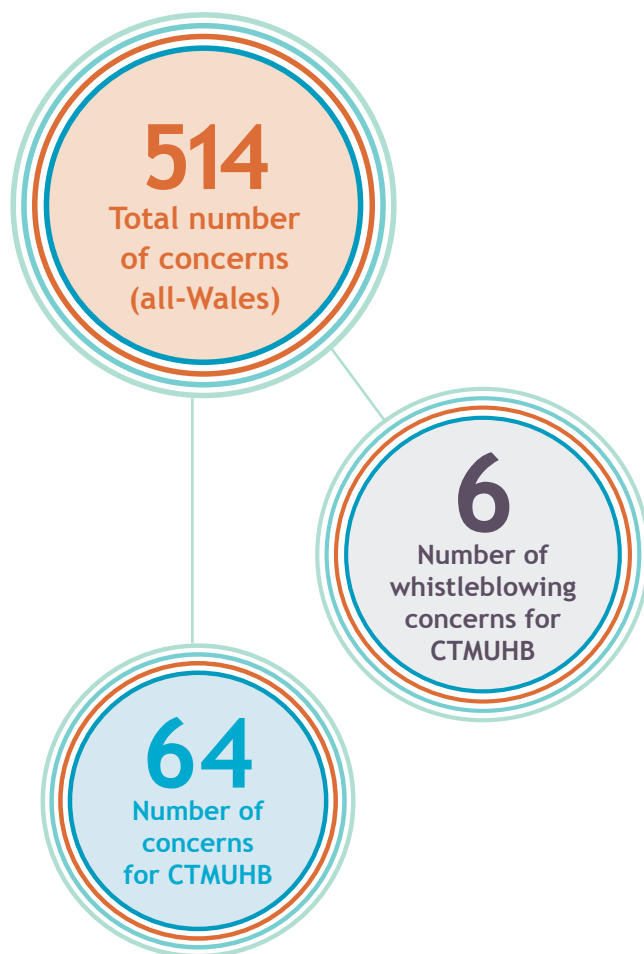 514
Total number
of concerns
(all-Wales)
6
Number of
whistleblowing
concerns for
CTMUHB
64
Number of
concerns
for CTMUHB